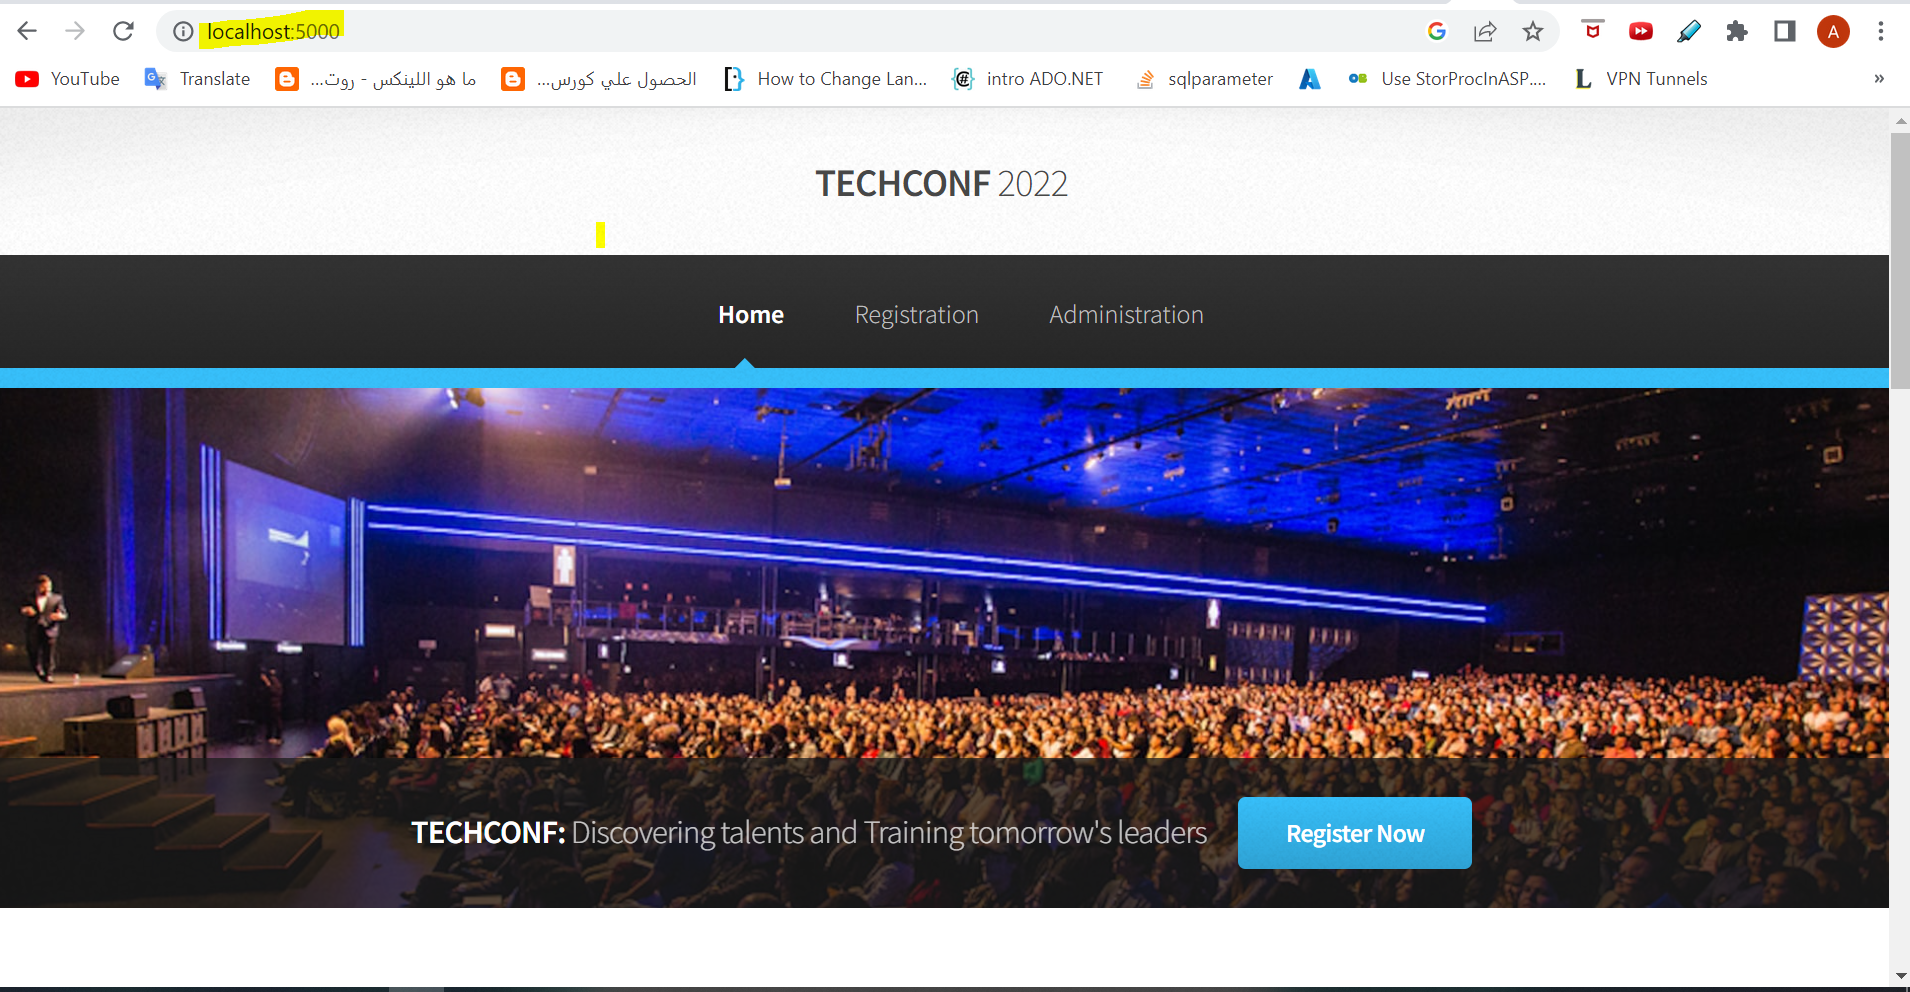 localhost:5000
A
YouTube
Translate
ما هو اللينكس - روت...
الحصول علي كورس...
How to Change Lan...
intro ADO.NET
sqlparameter
Use StorProcInASP....
VPN Tunnels
»
TECHCONF 2022
Home
Registration
Administration
TECHCONF: Discovering talents and Training tomorrow's leaders
Register Now